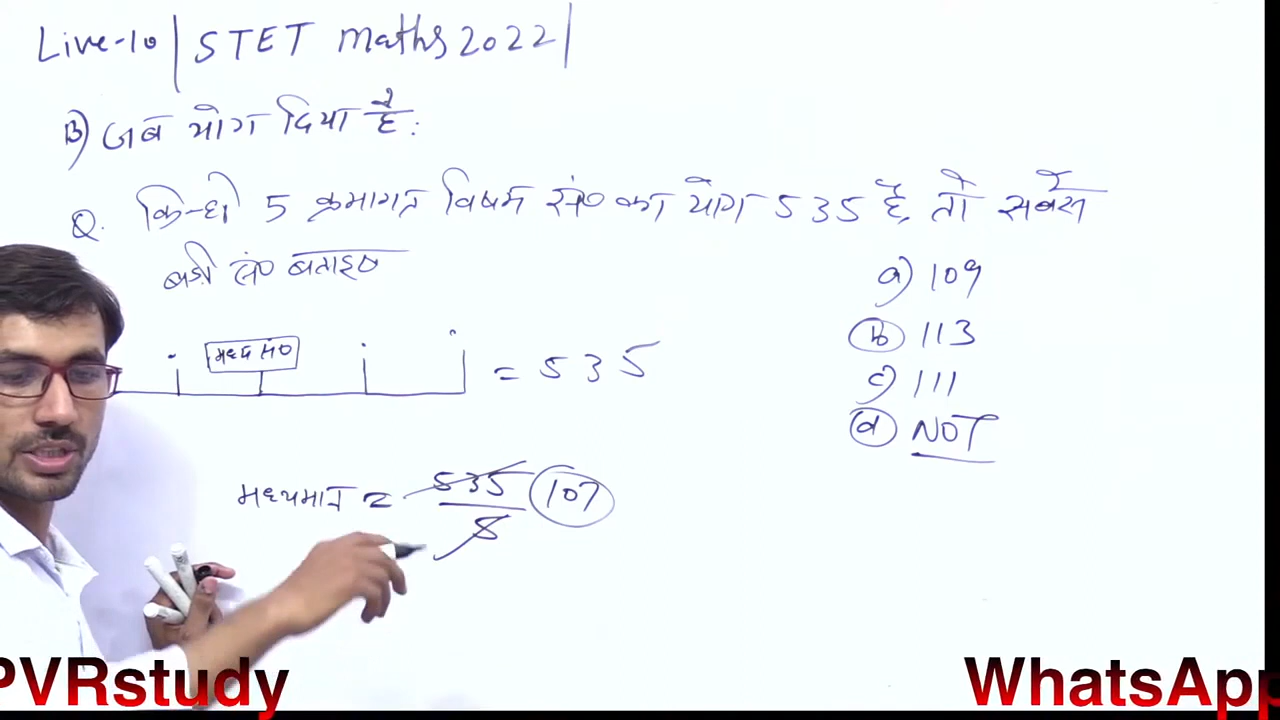 Live-10 | STET maths 2022 |
B) जब योग दिया है :
Q. किन्ही 5 क्रमागत विषम सं० का योग 535 है, तो सबसे
बड़ी सं० बताइए
a) 109
b) 113
c) 111
d) NOT
मध्य सं० = 535
मध्यमान = 535 107
5
PVRstudy
WhatsApp